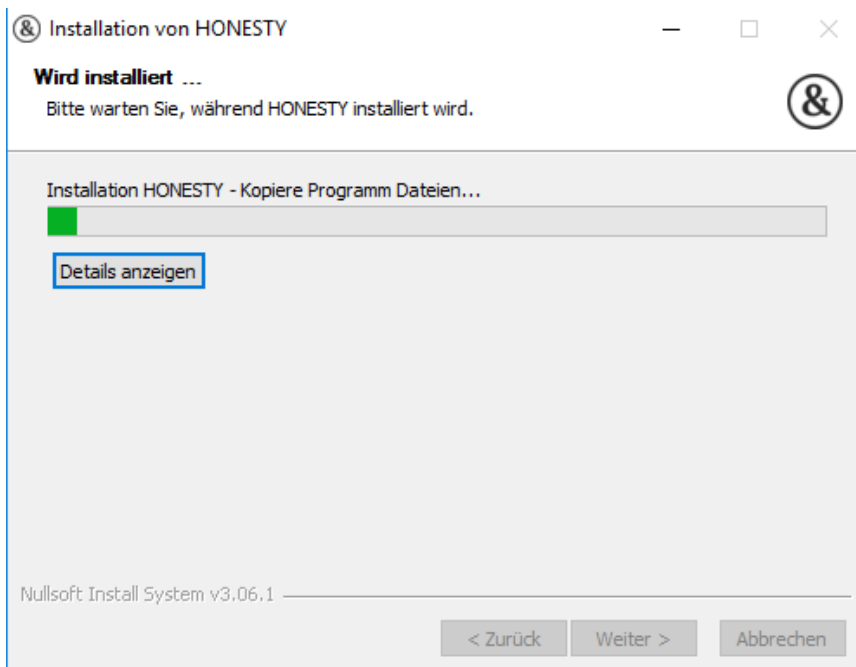 & Installation von HONESTY
Wird installiert ...
Bitte warten Sie, während HONESTY installiert wird.
&
Installation HONESTY - Kopiere Programm Dateien...
Details anzeigen
Nullsoft Install System v3.06.1
< Zurück Weiter > Abbrechen